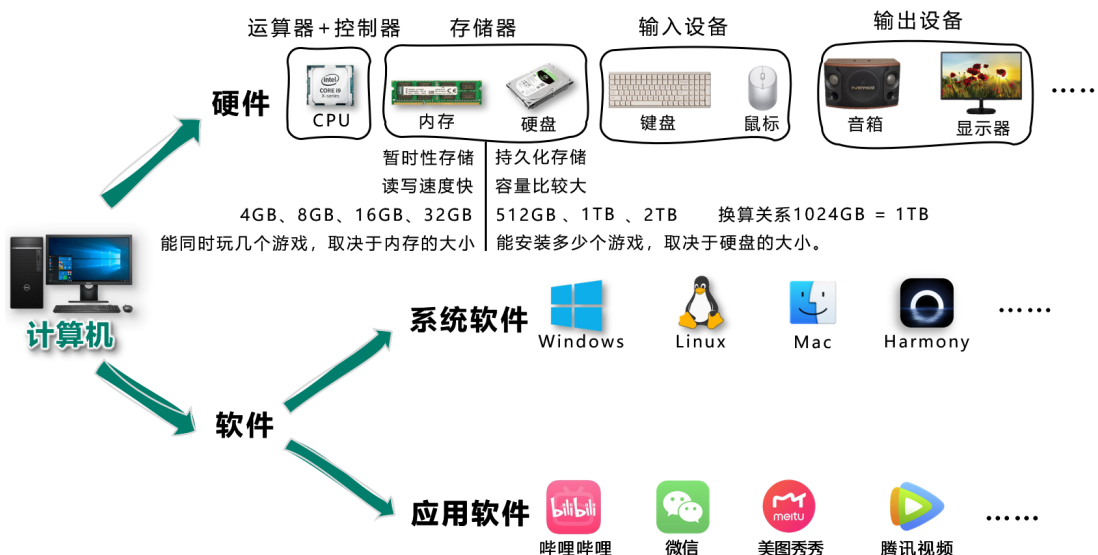 运算器+控制器
存储器
输入设备
输出设备
硬件
intel
CORE i9
X-series
CPU
内存
硬盘
键盘
鼠标
音箱
显示器
……
暂时性存储
持久化存储
读写速度快
容量比较大
4GB、8GB、16GB、32GB
512GB 、1TB 、2TB
换算关系1024GB = 1TB
能同时玩几个游戏，取决于内存的大小
能安装多少个游戏，取决于硬盘的大小。
计算机
系统软件
Windows
Linux
Mac
Harmony
……
软件
应用软件
bilibili
meitu
哔哩哔哩
微信
美图秀秀
腾讯视频
……